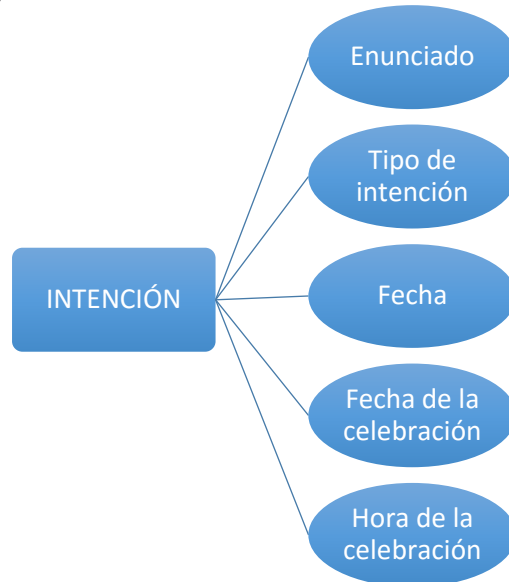 Enunciado
Tipo de
intención
INTENCIÓN
Fecha
Fecha de la
celebración
Hora de la
celebración